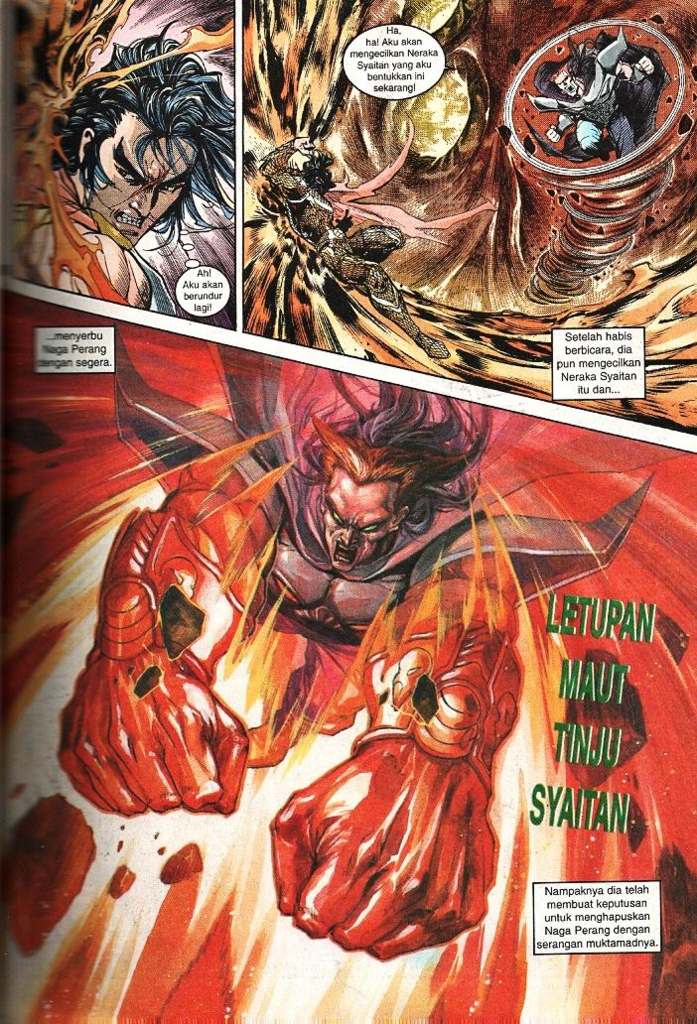 Ah!
Aku akan
berundur
lagi!
Ha,
ha! Aku akan
mengecilkan Neraka
Syaitan yang aku
bentukkan ini
sekarang!
Setelah habis
berbicara, dia
pun mengecilkan
Neraka Syaitan
itu dan...
...menyerbu
Naga Perang
dengan segera.
LETUPAN
MAUT
TINJU
SYAITAN
Nampaknya dia telah
membuat keputusan
untuk menghapuskan
Naga Perang dengan
serangan muktamadnya.